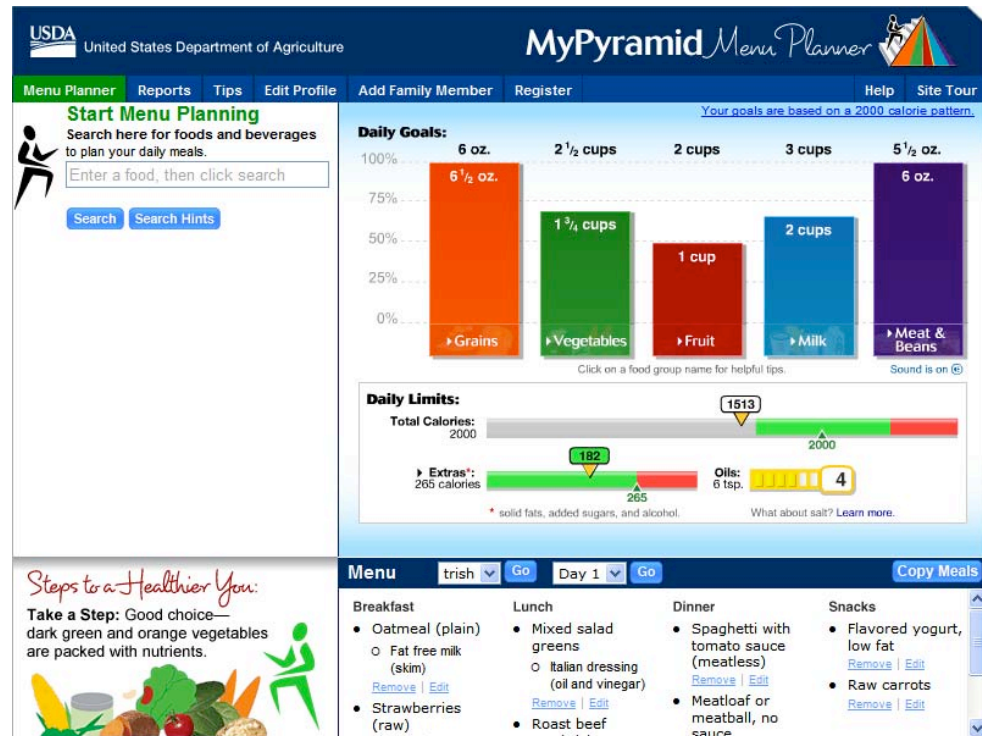 USDA
United States Department of Agriculture
MyPyramid Menu Planner
Menu Planner Reports Tips Edit Profile Add Family Member Register Help Site Tour
Start Menu Planning
Search here for foods and beverages
to plan your daily meals.
Enter a food, then click search
Search Search Hints
Your goals are based on a 2000 calorie pattern.
Daily Goals:
6 oz. 2 1/2 cups 2 cups 3 cups 5 1/2 oz.
100%
75%
50%
25%
0%
6 1/2 oz.
1 3/4 cups
1 cup
2 cups
6 oz.
Grains
Vegetables
Fruit
Milk
Meat &
Beans
Click on a food group name for helpful tips.
Sound is on
Daily Limits:
Total Calories:
2000
1513
2000
Extras*:
265 calories
182
265
Oils:
6 tsp.
4
* solid fats, added sugars, and alcohol.
What about salt? Learn more.
Steps to a Healthier You:
Take a Step: Good choice—
dark green and orange vegetables
are packed with nutrients.
Menu trish Go Day 1 Go Copy Meals
Breakfast
• Oatmeal (plain)
o Fat free milk
(skim)
Remove | Edit
• Strawberries
(raw)
Lunch
• Mixed salad
greens
o Italian dressing
(oil and vinegar)
Remove | Edit
• Roast beef
Dinner
• Spaghetti with
tomato sauce
(meatless)
Remove | Edit
• Meatloaf or
meatball, no
sauce
Snacks
• Flavored yogurt,
low fat
Remove | Edit
• Raw carrots
Remove | Edit